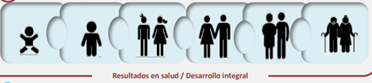 Resultados en salud / Desarrollo integral